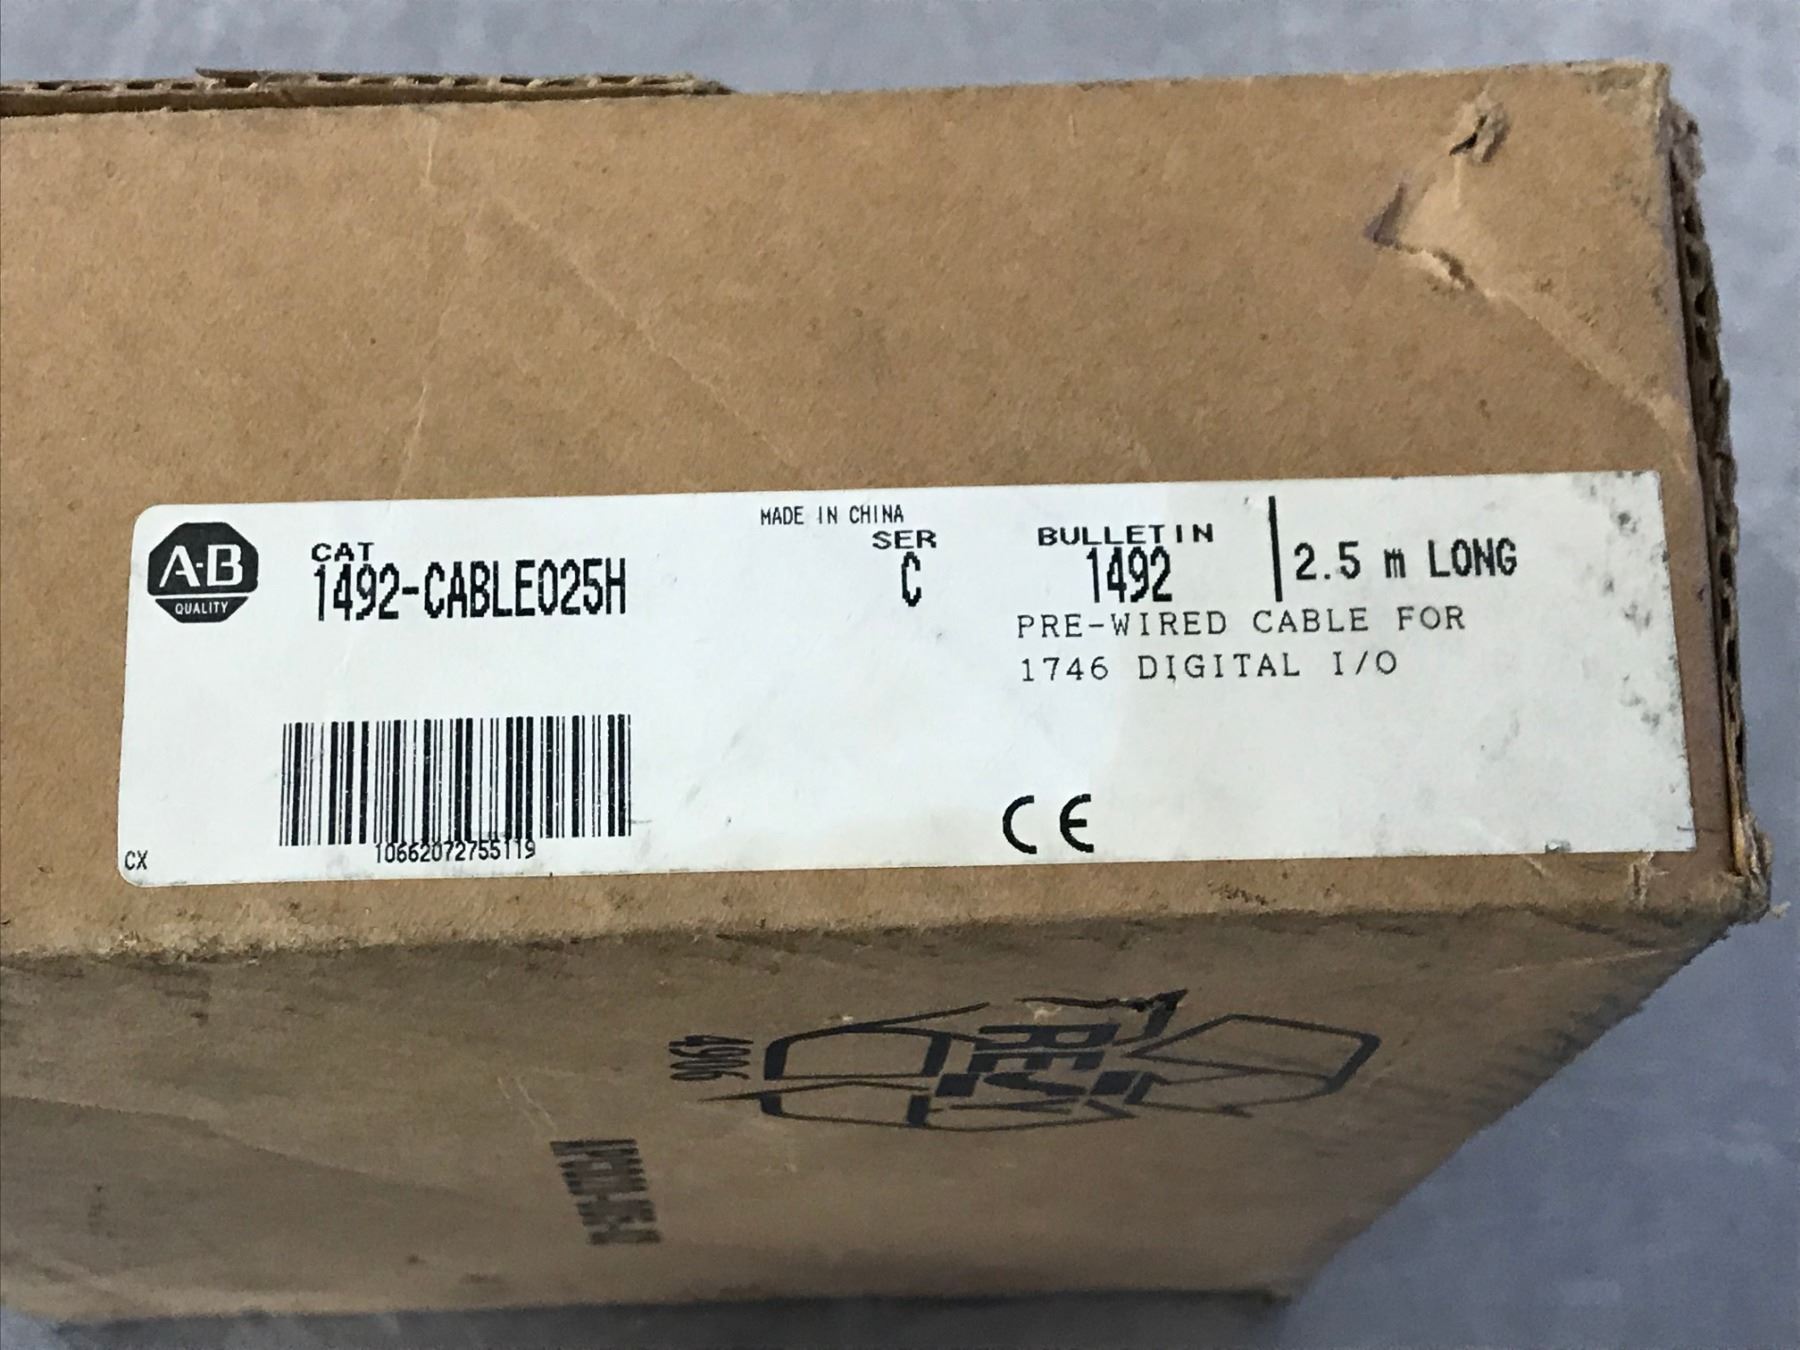 A-B
QUALITY
CAT
1492-CABLE025H
MADE IN CHINA
SER
C
BULLETIN
1492
2.5 m LONG
PRE-WIRED CABLE FOR
1746 DIGITAL I/O
10662072755119
CX
CE
4906